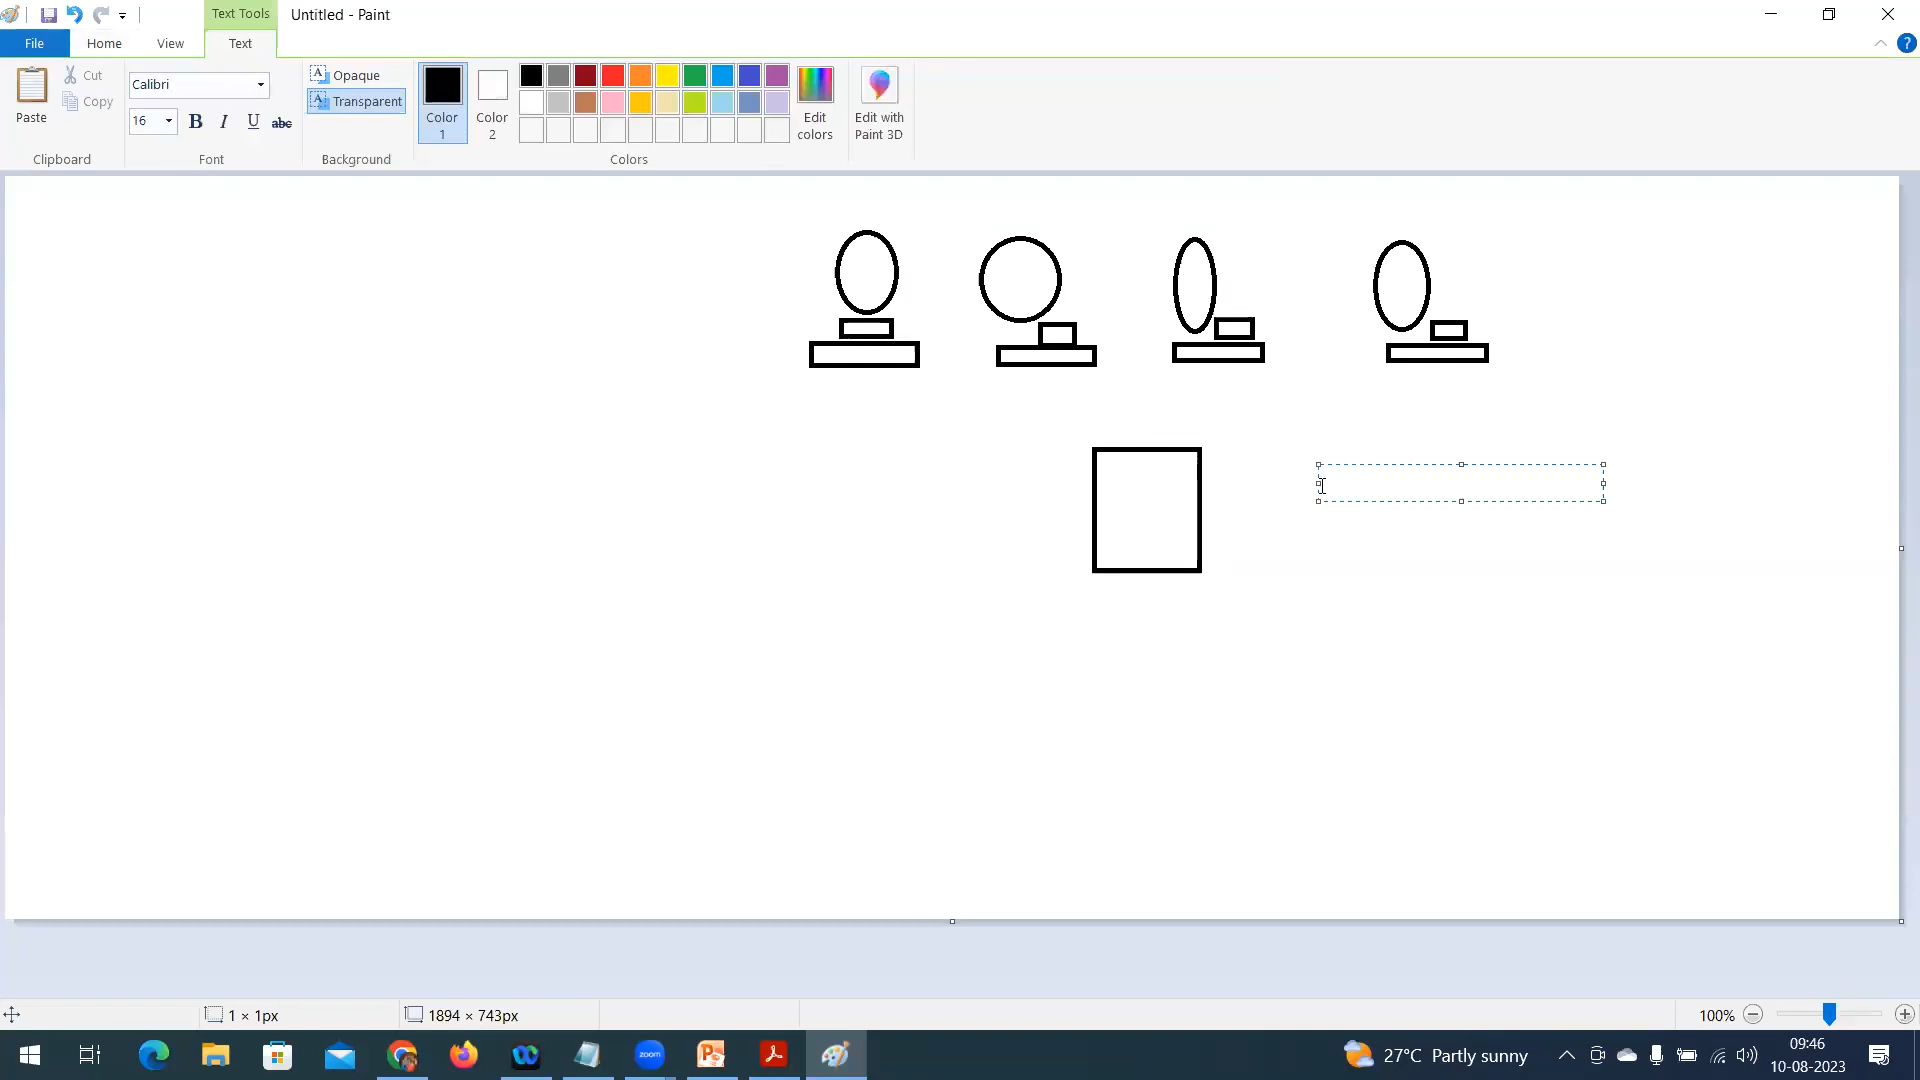 Text Tools
Untitled - Paint
File
Home
View
Text
Paste
Cut
Copy
Clipboard
Calibri
16
B
I
U
abc
Font
A
Opaque
A
Transparent
Background
Color
1
Color
2
Colors
Edit
colors
Edit with
Paint 3D
?
1 × 1px
1894 × 743px
100%
zoom
27°C Partly sunny
09:46
10-08-2023